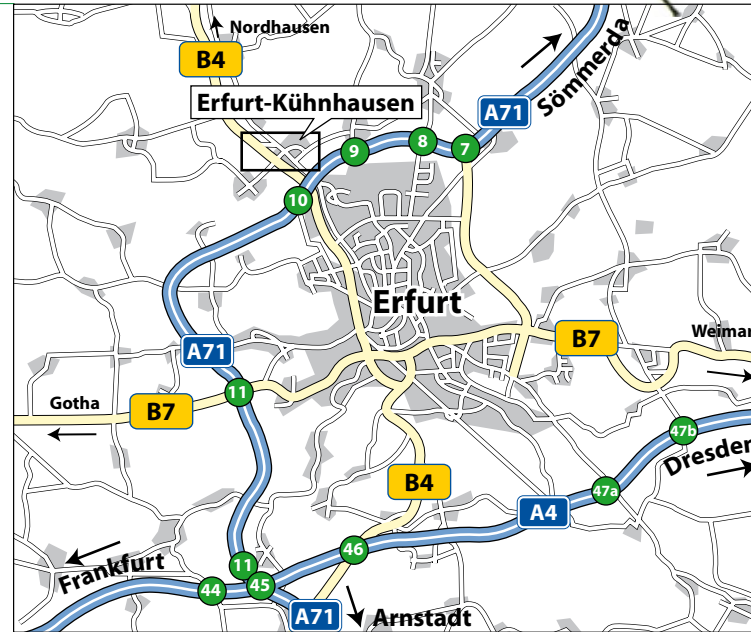 Nordhausen
B4
Erfurt-Kühnhausen
A71
Sömmerda
9
8
7
10
Erfurt
A71
B7
Weimar
11
Gotha
B7
47b
Dresden
B4
47a
A4
46
Frankfurt
11
44
45
A71
Arnstadt